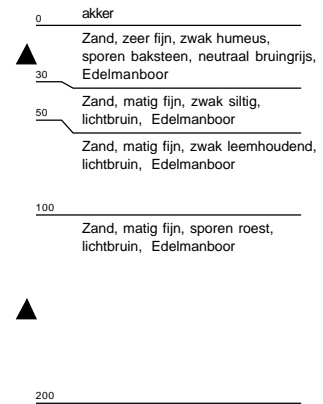 0 akker
Zand, zeer fijn, zwak humeus,
sporen baksteen, neutraal bruingrijs,
30 Edelmanboor
Zand, matig fijn, zwak siltig,
50 lichtbruin, Edelmanboor
Zand, matig fijn, zwak leemhoudend,
lichtbruin, Edelmanboor
100
Zand, matig fijn, sporen roest,
lichtbruin, Edelmanboor
200